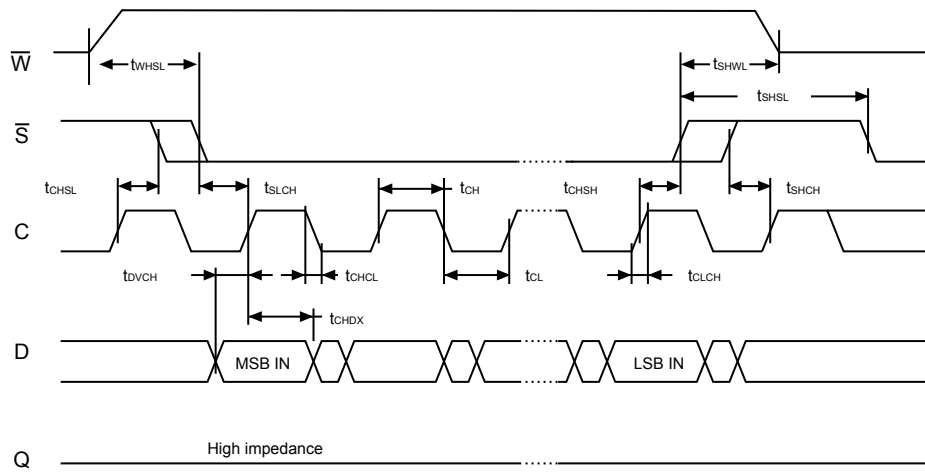 W
tWHSL
tSHWL
tSHSL
S
tCHSL
tSLCH
tCH
tCHSH
tSHCH
C
tDVCH
tCHCL
tCL
tCLCH
tCHDX
D
MSB IN
LSB IN
High impedance
Q